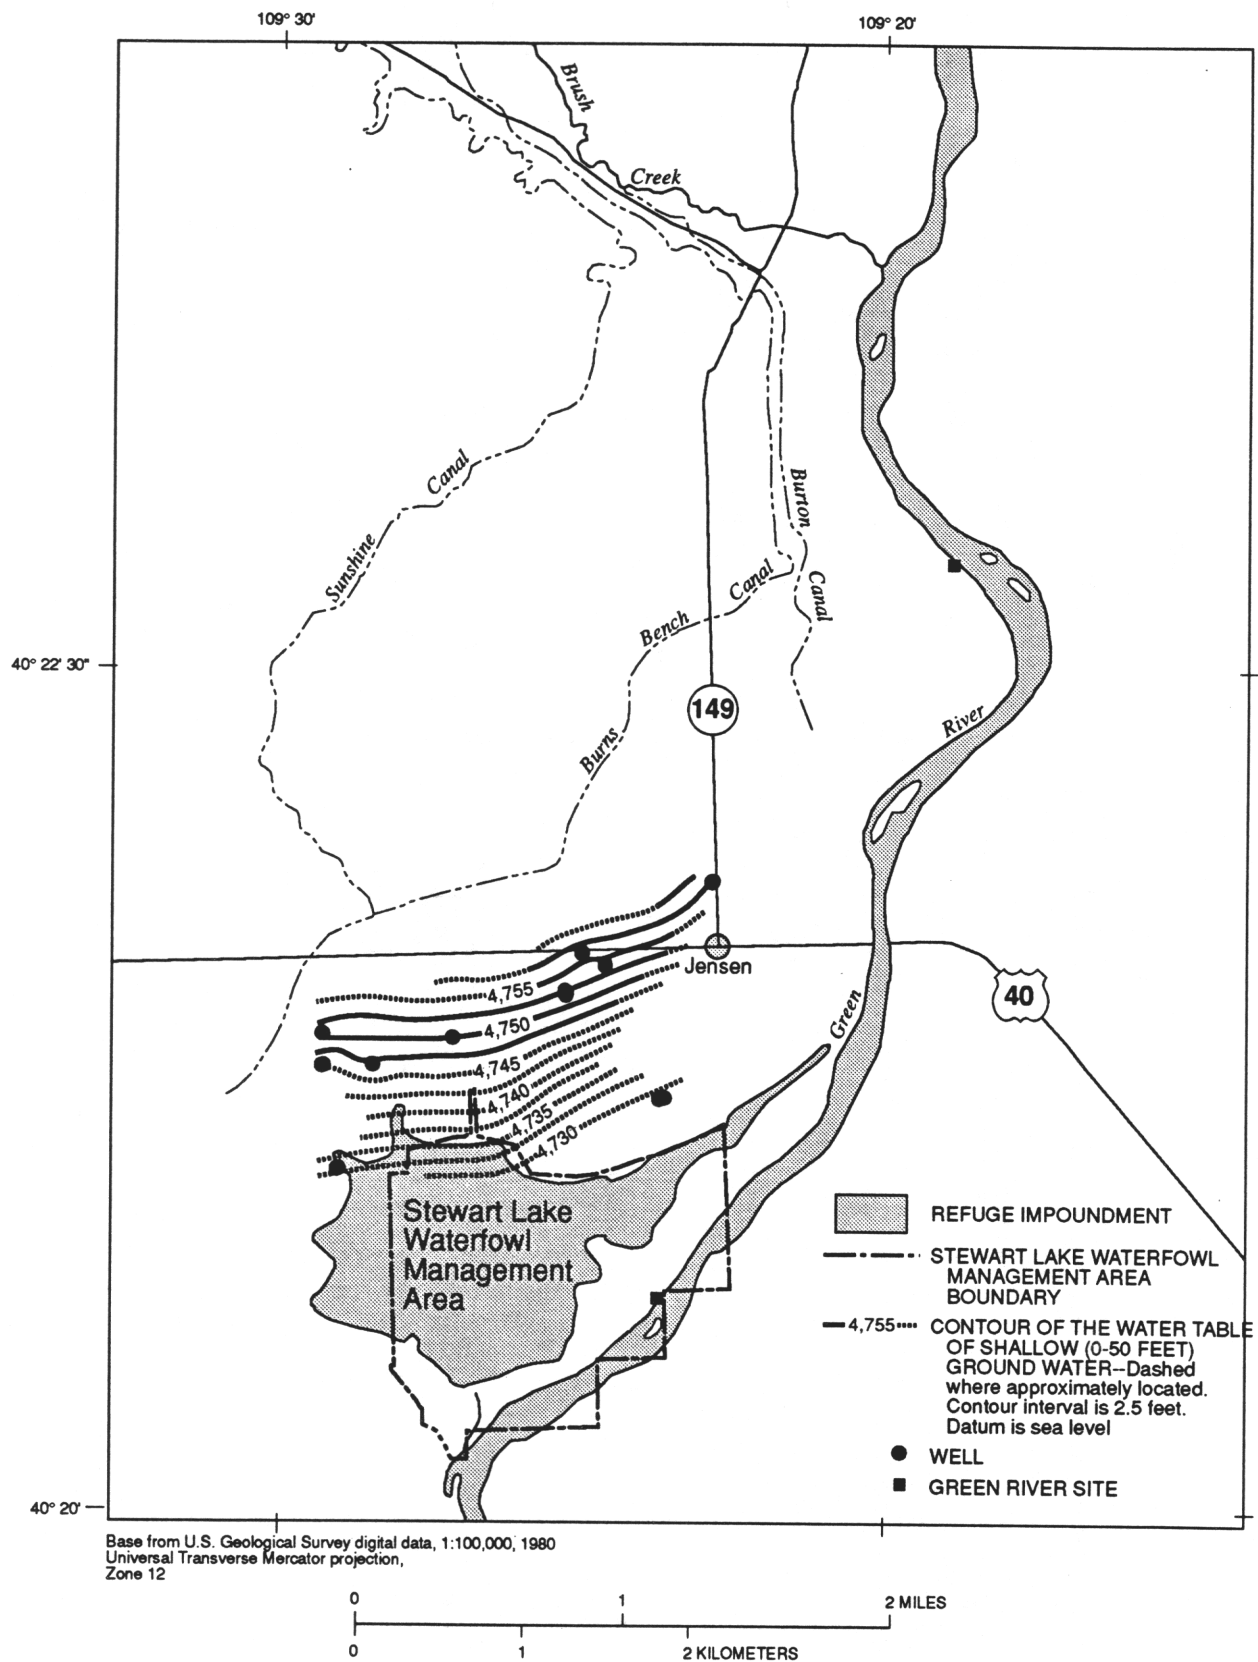 109° 30'
109° 20'
Brush
Creek
Canal
Sunshine
Burton
Canal
Canal
Bench
Burns
40° 22' 30"
149
River
Jensen
40
Green
4,755
4,750
4,745
4,740
4,735
4,730
Stewart Lake
Waterfowl
Management
Area
REFUGE IMPOUNDMENT
STEWART LAKE WATERFOWL
MANAGEMENT AREA
BOUNDARY
4,755 CONTOUR OF THE WATER TABLE
OF SHALLOW (0-50 FEET)
GROUND WATER--Dashed
where approximately located.
Contour interval is 2.5 feet.
Datum is sea level
WELL
GREEN RIVER SITE
40° 20'
Base from U.S. Geological Survey digital data, 1:100,000, 1980
Universal Transverse Mercator projection,
Zone 12
0 1 2 MILES
0 1 2 KILOMETERS